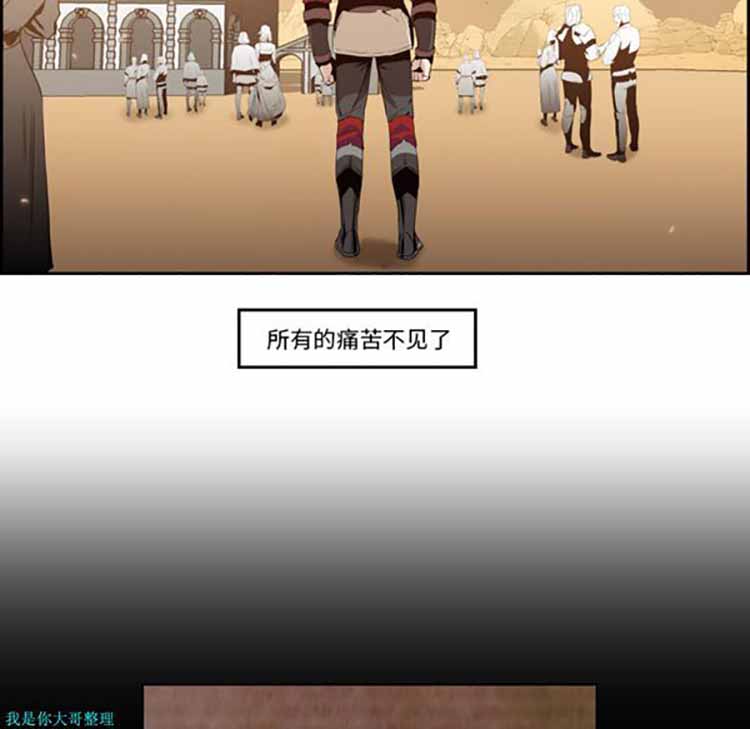 所有的痛苦不见了
我是你大哥整理